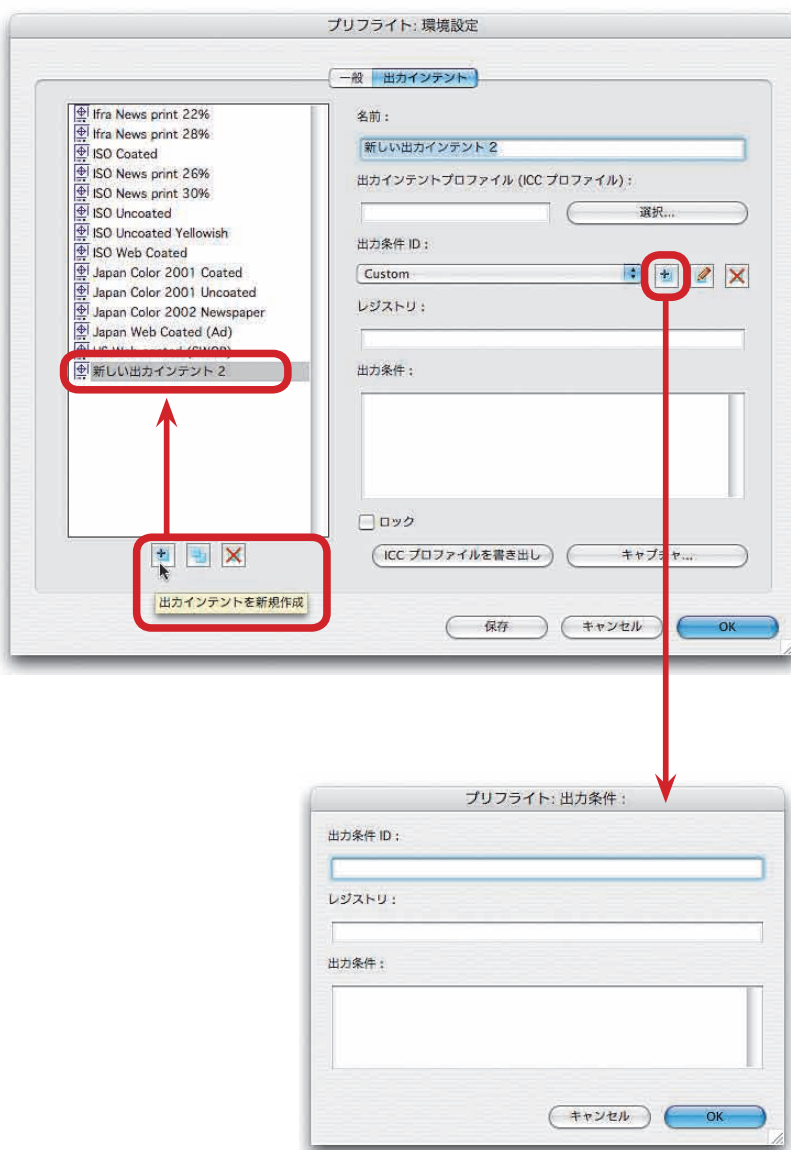 プリフライト: 環境設定
一般 出力インテント
Ifra News print 22%
Ifra News print 28%
ISO Coated
ISO News print 26%
ISO News print 30%
ISO Uncoated
ISO Uncoated Yellowish
ISO Web Coated
Japan Color 2001 Coated
Japan Color 2001 Uncoated
Japan Color 2002 Newspaper
Japan Web Coated (Ad)
US Web coated (SWOP)
新しい出力インテント 2
出力インテントを新規作成
名前：
新しい出力インテント 2
出力インテントプロファイル (ICC プロファイル)：
選択...
出力条件 ID：
Custom
レジストリ：
出力条件：
ロック
ICC プロファイルを書き出し キャプチャ...
保存 キャンセル OK
プリフライト: 出力条件：
出力条件 ID：
レジストリ：
出力条件：
キャンセル OK